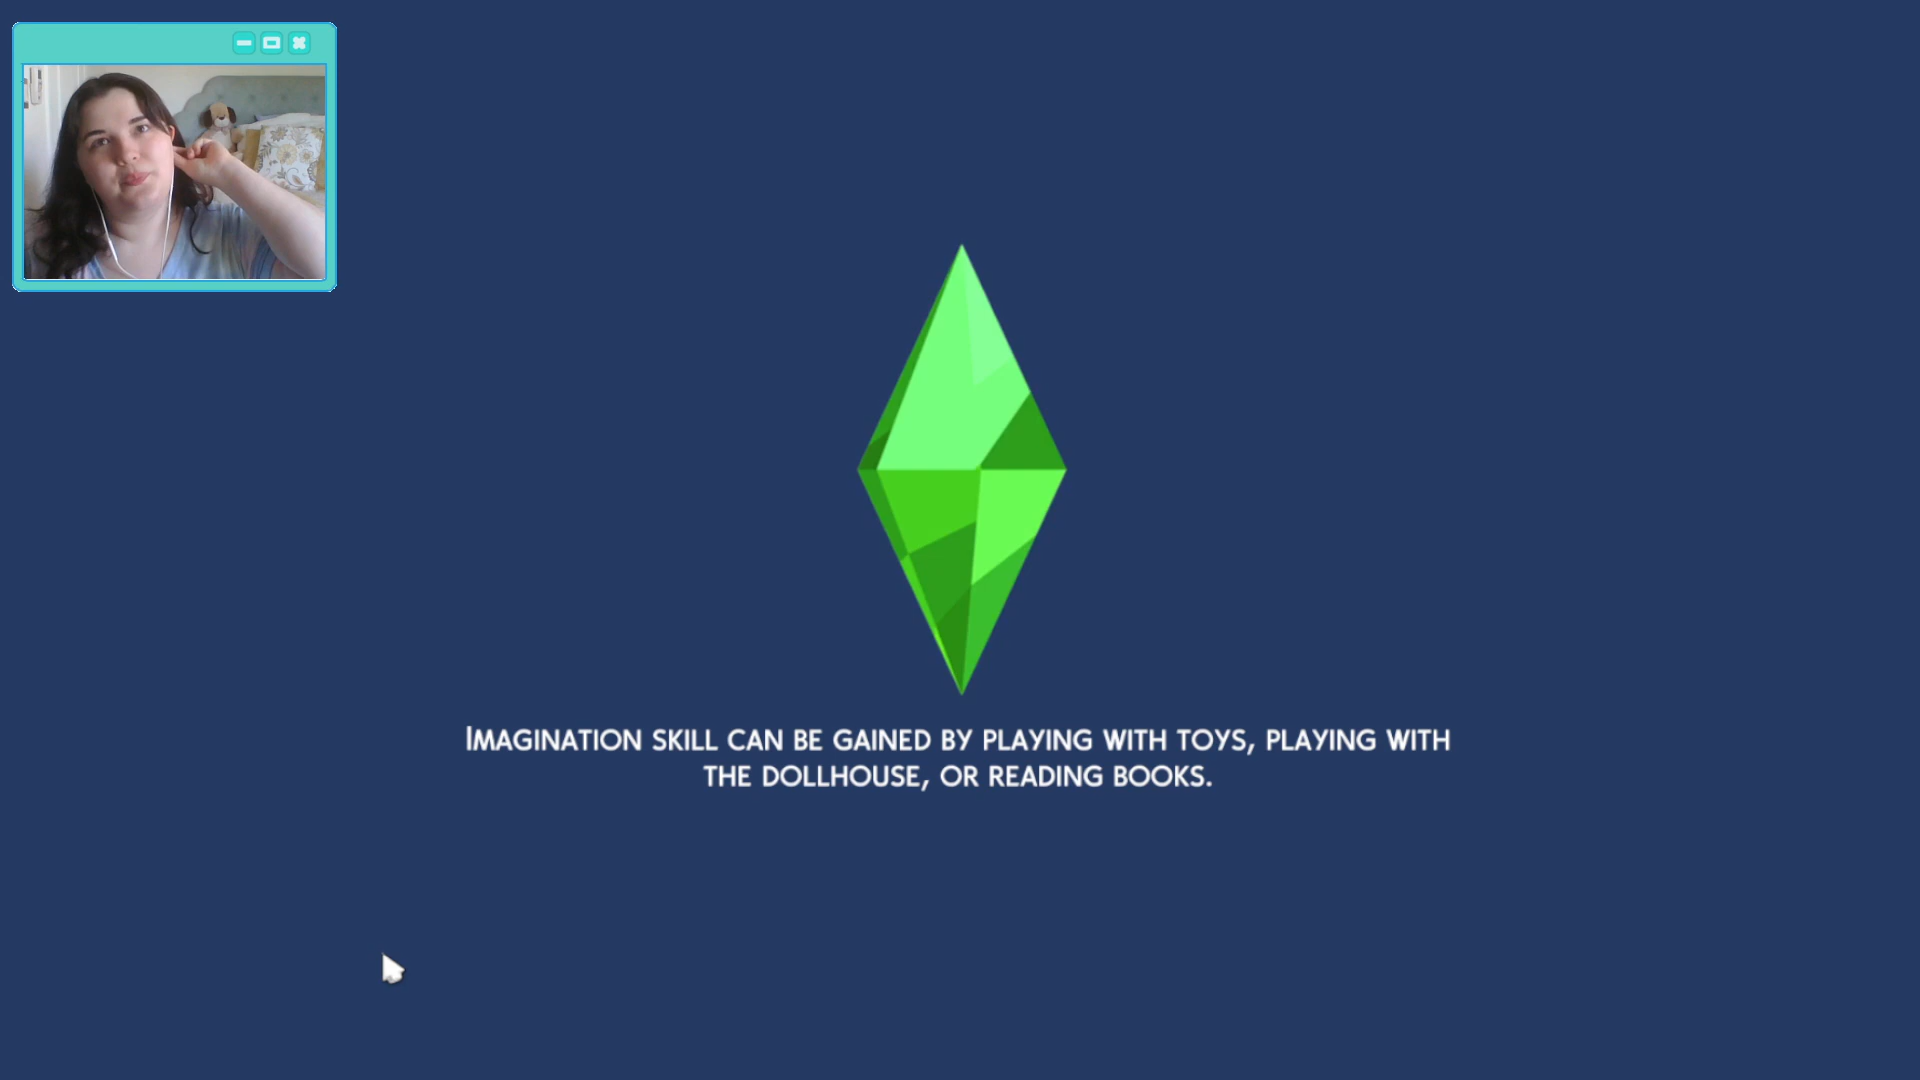 Imagination skill can be gained by playing with toys, playing with
the dollhouse, or reading books.